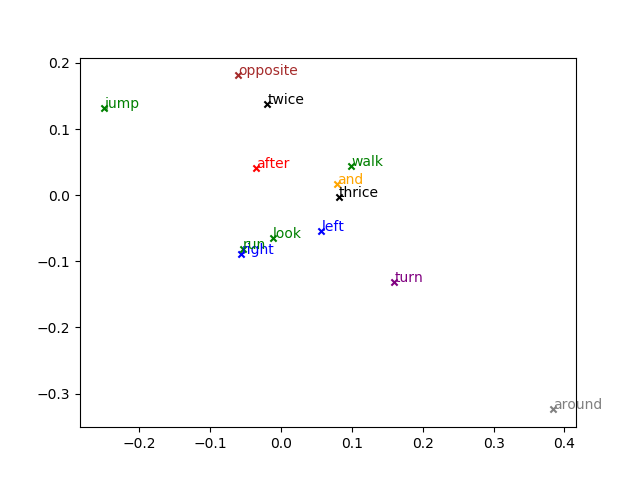 0.2
0.1
0.0
−0.1
−0.2
−0.3
opposite
twice
jump
after
walk
and
thrice
left
look
run
right
turn
around
−0.2
−0.1
0.0
0.1
0.2
0.3
0.4